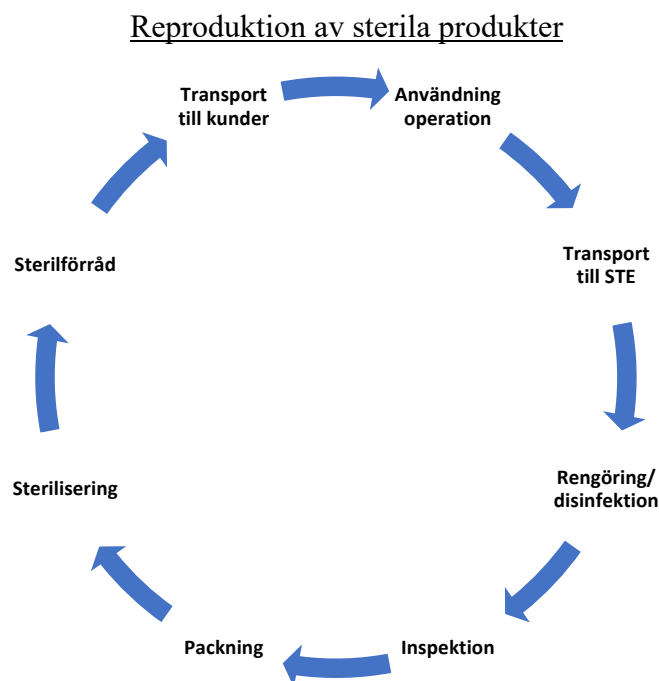 Reproduktion av sterila produkter
Transport
till kunder
Användning
operation
Transport
till STE
Rengöring/
disinfektion
Inspektion
Packning
Sterilisering
Sterilförråd